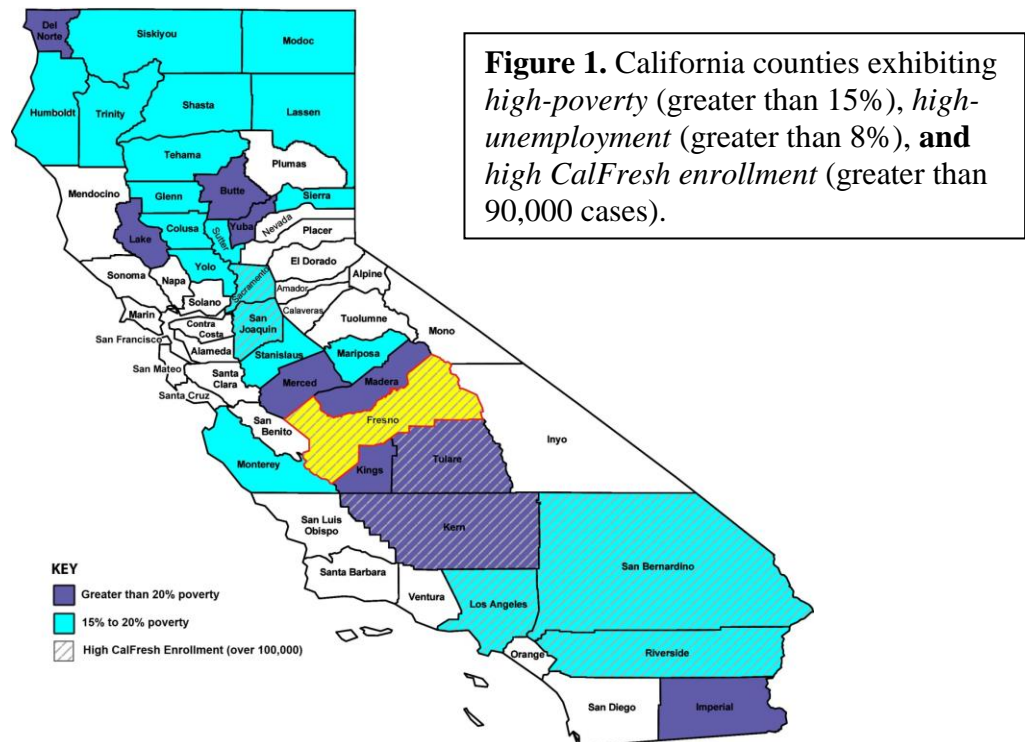 Del
Norte
Siskiyou
Modoc
Humboldt
Trinity
Shasta
Lassen
Tehama
Plumas
Mendocino
Glenn
Butte
Sierra
Lake
Colusa
Sutter
Yuba
Nevada
Placer
Yolo
El Dorado
Sonoma
Napa
Sacramento
Alpine
Amador
Solano
Marin
Calaveras
Contra
Costa
San
Joaquin
Tuolumne
Mono
San Francisco
Alameda
Stanislaus
Mariposa
San Mateo
Santa
Clara
Merced
Madera
Santa Cruz
San
Benito
Fresno
Inyo
Monterey
Kings
Tulare
San Luis
Obispo
Kern
San Bernardino
Santa Barbara
Ventura
Los Angeles
Orange
Riverside
San Diego
Imperial
Figure 1. California counties exhibiting
high-poverty (greater than 15%), high-
unemployment (greater than 8%), and
high CalFresh enrollment (greater than
90,000 cases).
KEY
Greater than 20% poverty
15% to 20% poverty
High CalFresh Enrollment (over 100,000)